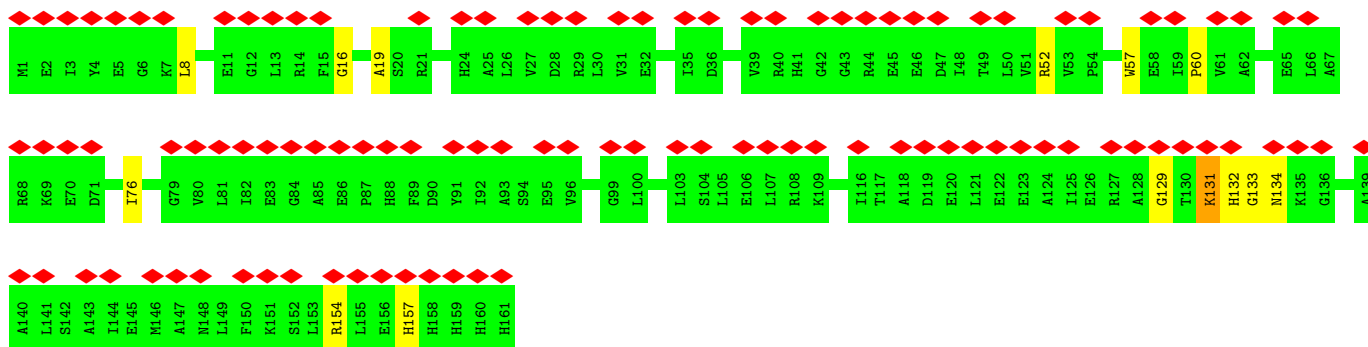 M1 E2 I3 Y4 E5 G6 K7 L8 E11 G12 L13 R14 F15 G16 A19 S20 R21 H24 A25 L26 V27 D28 R29 L30 V31 E32 I35 D36 V39 R40 H41 G42 G43 R44 E45 E46 D47 I48 T49 L50 V51 R52 V53 P54 W57 E58 I59 P60 V61 A62 E65 L66 A67
R68 K69 E70 D71 I76 G79 V80 L81 I82 E83 G84 A85 E86 P87 H88 F89 D90 Y91 I92 A93 S94 E95 V96 G99 L100 L103 S104 L105 E106 L107 R108 K109 I116 T117 A118 D119 E120 L121 E122 E123 A124 I125 E126 R127 A128 G129 T130 K131 H132 G133 N134 K135 G136 A139
A140 L141 S142 A143 I144 E145 M146 A147 N148 L149 F150 K151 S152 L153 R154 L155 E156 H157 H158 H159 H160 H161